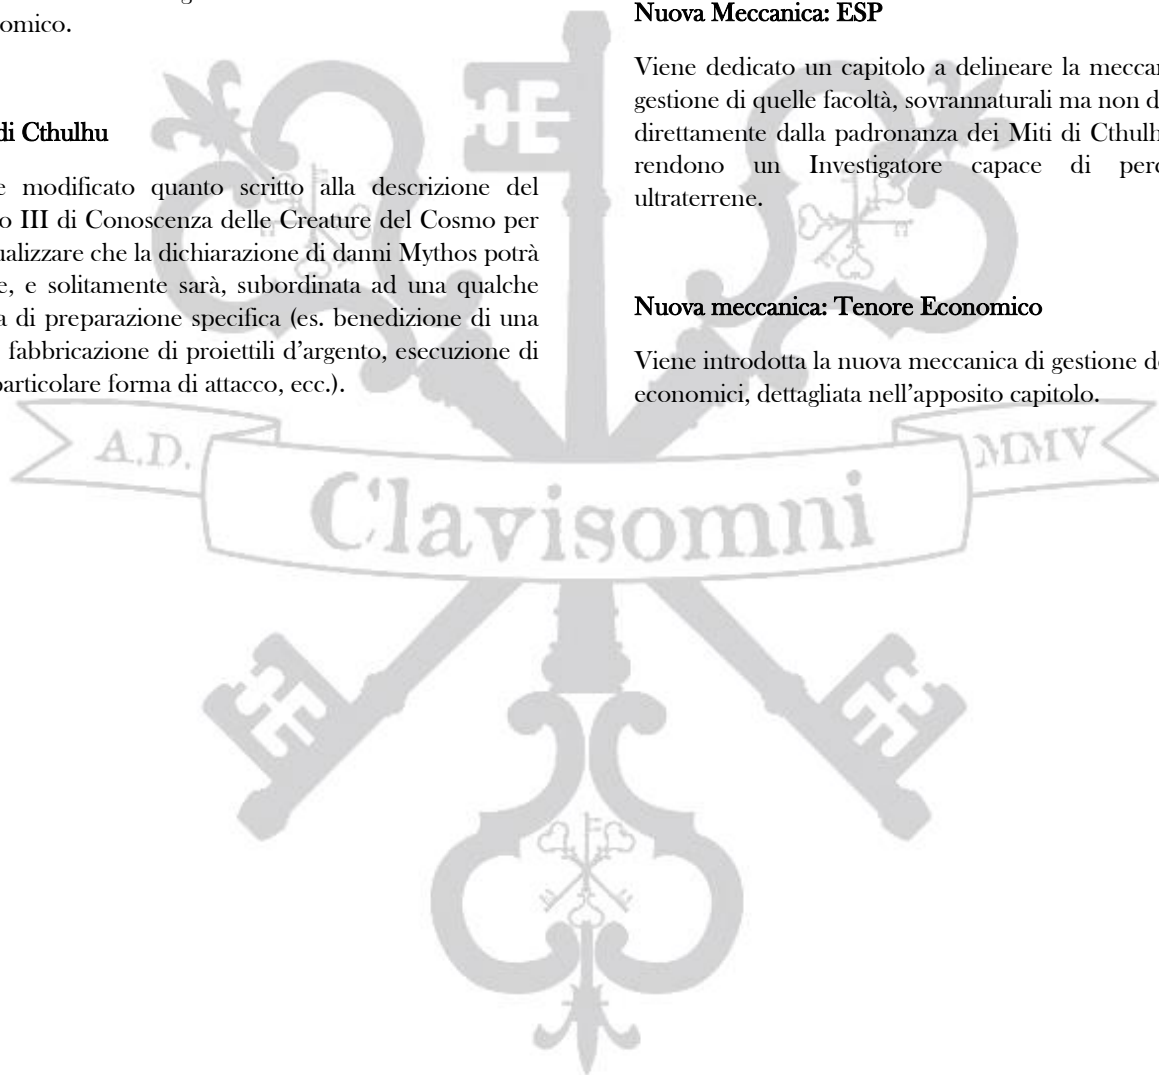 omico.
di Cthulhu
e modificato quanto scritto alla descrizione del
o III di Conoscenza delle Creature del Cosmo per
ualizzare che la dichiarazione di danni Mythos potrà
e, e solitamente sarà, subordinata ad una qualche
a di preparazione specifica (es. benedizione di una
fabbricazione di proiettili d’argento, esecuzione di
particolare forma di attacco, ecc.).
Nuova Meccanica: ESP
Viene dedicato un capitolo a delineare la meccan
gestione di quelle facoltà, sovrannaturali ma non d
direttamente dalla padronanza dei Miti di Cthulh
rendono un Investigatore capace di perc
ultraterrene.
Nuova meccanica: Tenore Economico
Viene introdotta la nuova meccanica di gestione de
economici, dettagliata nell’apposito capitolo.
A.D.
MMV
Clavisomni